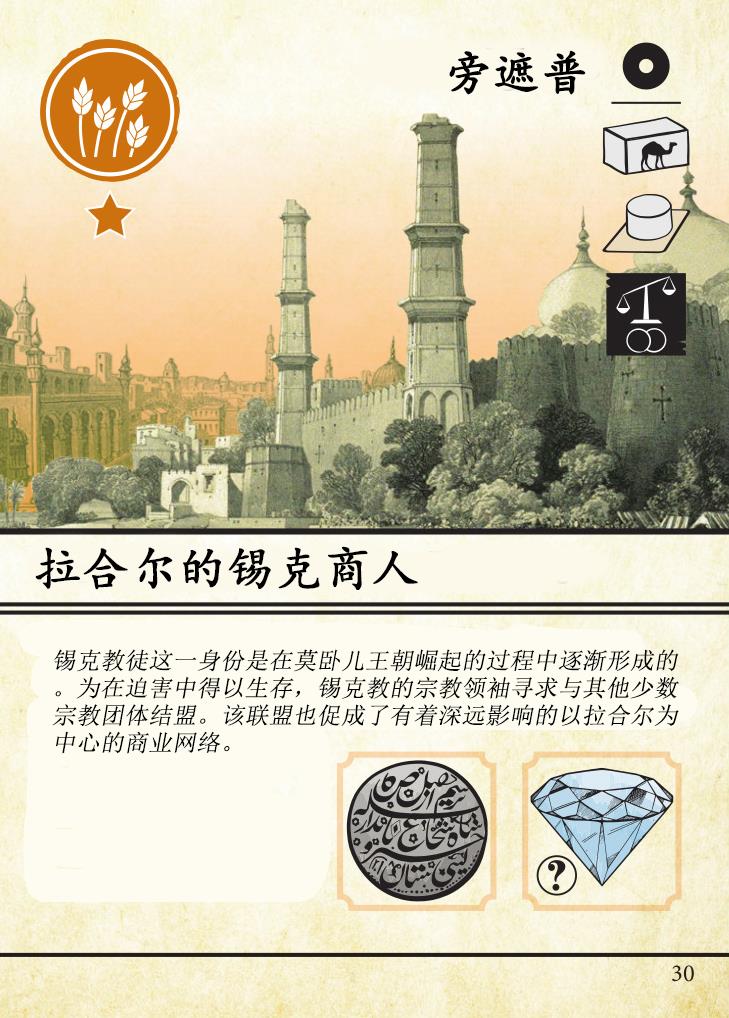 旁遮普
拉合尔的锡克商人
锡克教徒这一身份是在莫卧儿王朝崛起的过程中逐渐形成的
。为在迫害中得以生存，锡克教的宗教领袖寻求与其他少数
宗教团体结盟。该联盟也促成了有着深远影响的以拉合尔为
中心的商业网络。
?
30